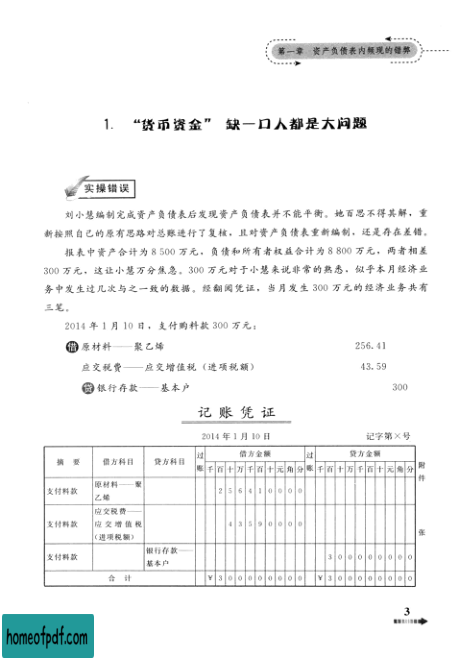 第一章 资产负债表内频现的错弊
1. “货币资金” 缺一口人都是大问题
实操错误
刘小慧编制完成资产负债表后发现资产负债表并不能平衡。她百思不得其解，重
新按照自己的原有思路对总账进行了复核，且对资产负债表重新编制，还是存在差错。
报表中资产合计为 8 500 万元，负债和所有者权益合计为 8 800 万元，两者相差
300 万元，这让小慧万分焦急。300 万元对于小慧来说非常的熟悉，似乎本月经济业
务中发生过几次与之一致的数据。经翻阅凭证，当月发生 300 万元的经济业务共有
三笔。
2014 年 1 月 10 日，支付购料款 300 万元：
借 原材料——聚乙烯 256.41
应交税费——应交增值税（进项税额） 43.59
贷 银行存款——基本户 300
记账凭证
2014 年 1 月 10 日 记字第×号
摘 要 借方科目 贷方科目 过账 借方金额 过账 贷方金额
千百十万千百十元角分 千百十万千百十元角分
支付料款 原材料——聚乙烯 2 5 6 4 1 0 0 0 0
支付料款 应交税费——应交增值税（进项税额） 4 3 5 9 0 0 0 0
支付料款 银行存款——基本户 3 0 0 0 0 0 0 0 0
合 计 ¥ 3 0 0 0 0 0 0 0 0 ¥ 3 0 0 0 0 0 0 0 0
附件 张
3
homeofpdf.com